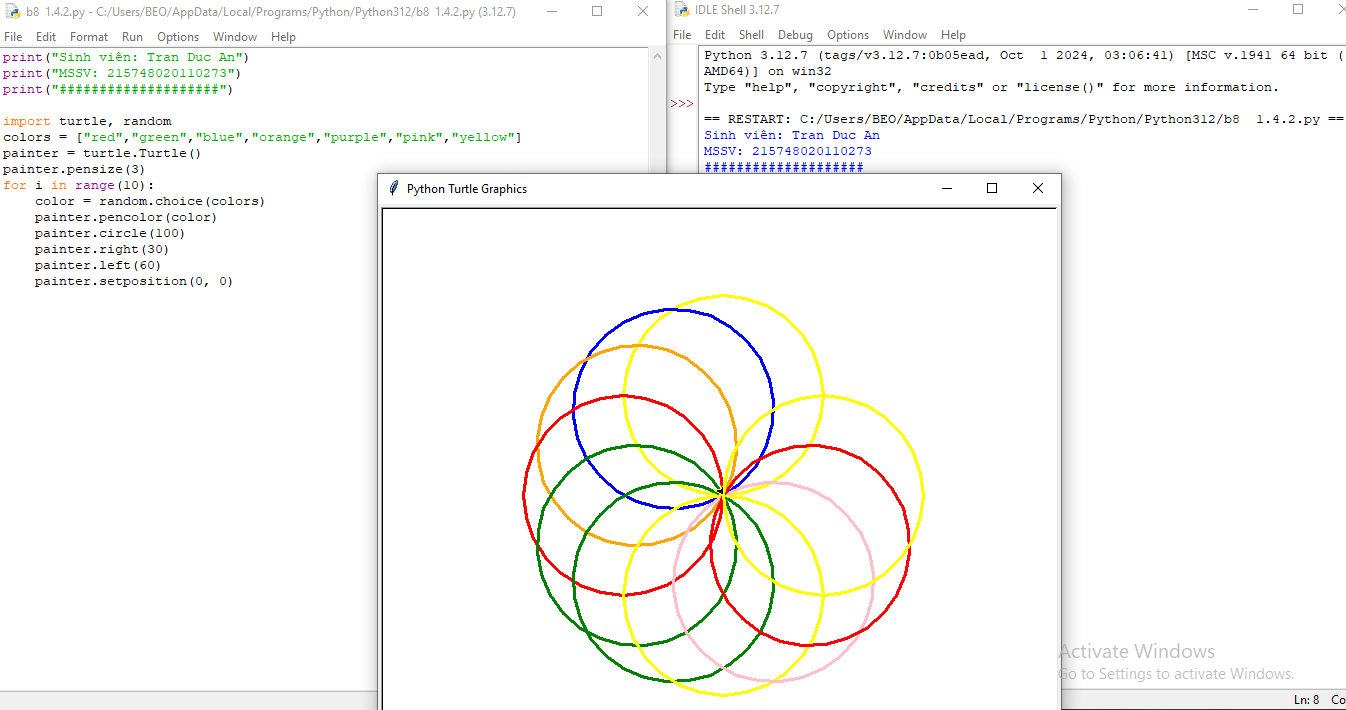 b8 1.4.2.py - C:/Users/BEO/AppData/Local/Programs/Python/Python312/b8 1.4.2.py (3.12.7)
File Edit Format Run Options Window Help
print("Sinh viên: Tran Duc An")
print("MSSV: 215748020110273")
print("####################")
import turtle, random
colors = ["red","green","blue","orange","purple","pink","yellow"]
painter = turtle.Turtle()
painter.pensize(3)
for i in range(10):
    color = random.choice(colors)
    painter.pencolor(color)
    painter.circle(100)
    painter.right(30)
    painter.left(60)
    painter.setposition(0, 0)
IDLE Shell 3.12.7
File Edit Shell Debug Options Window Help
Python 3.12.7 (tags/v3.12.7:0b05ead, Oct  1 2024, 03:06:41) [MSC v.1941 64 bit (
AMD64)] on win32
Type "help", "copyright", "credits" or "license()" for more information.
>>>
== RESTART: C:/Users/BEO/AppData/Local/Programs/Python/Python312/b8  1.4.2.py ==
Sinh viên: Tran Duc An
MSSV: 215748020110273
####################
Python Turtle Graphics
Activate Windows
Go to Settings to activate Windows.
Ln: 8 Co